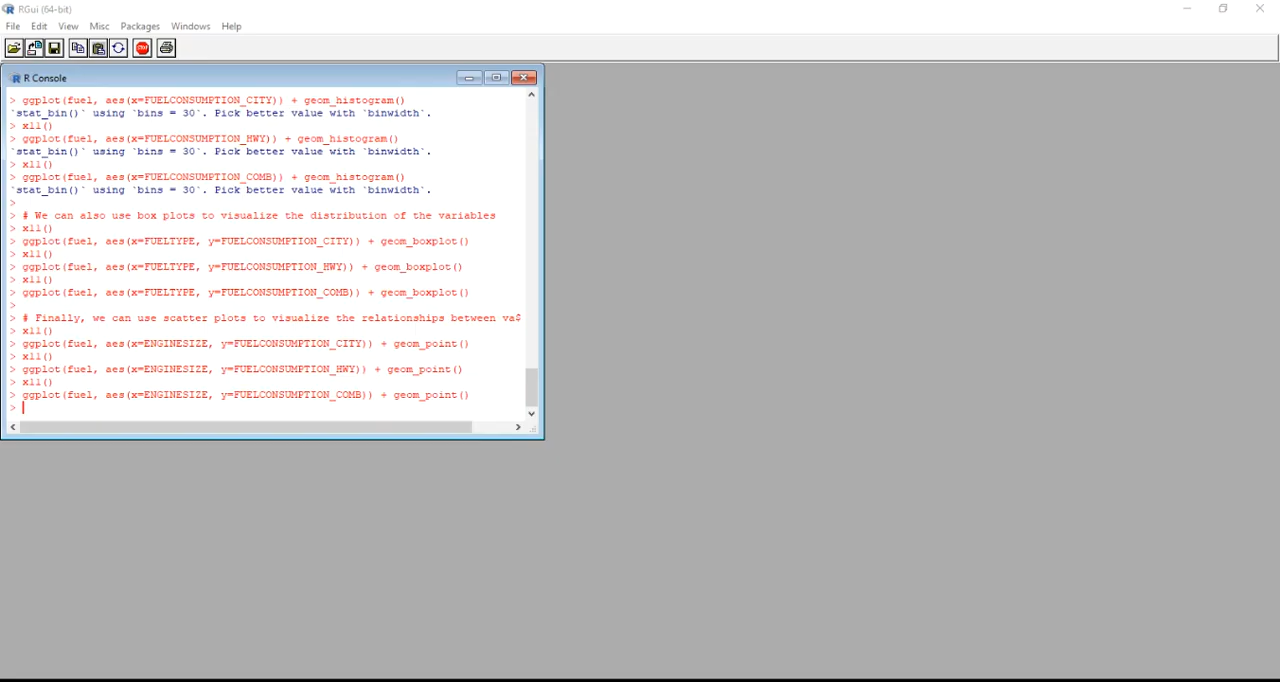 RGui (64-bit)
File Edit View Misc Packages Windows Help
STOP
R Console
> ggplot(fuel, aes(x=FUELCONSUMPTION_CITY)) + geom_histogram()
`stat_bin()` using `bins = 30`. Pick better value with `binwidth`.
> x11()
> ggplot(fuel, aes(x=FUELCONSUMPTION_HWY)) + geom_histogram()
`stat_bin()` using `bins = 30`. Pick better value with `binwidth`.
> x11()
> ggplot(fuel, aes(x=FUELCONSUMPTION_COMB)) + geom_histogram()
`stat_bin()` using `bins = 30`. Pick better value with `binwidth`.
>
> # We can also use box plots to visualize the distribution of the variables
> x11()
> ggplot(fuel, aes(x=FUELTYPE, y=FUELCONSUMPTION_CITY)) + geom_boxplot()
> x11()
> ggplot(fuel, aes(x=FUELTYPE, y=FUELCONSUMPTION_HWY)) + geom_boxplot()
> x11()
> ggplot(fuel, aes(x=FUELTYPE, y=FUELCONSUMPTION_COMB)) + geom_boxplot()
>
> # Finally, we can use scatter plots to visualize the relationships between va$
> x11()
> ggplot(fuel, aes(x=ENGINESIZE, y=FUELCONSUMPTION_CITY)) + geom_point()
> x11()
> ggplot(fuel, aes(x=ENGINESIZE, y=FUELCONSUMPTION_HWY)) + geom_point()
> x11()
> ggplot(fuel, aes(x=ENGINESIZE, y=FUELCONSUMPTION_COMB)) + geom_point()
>